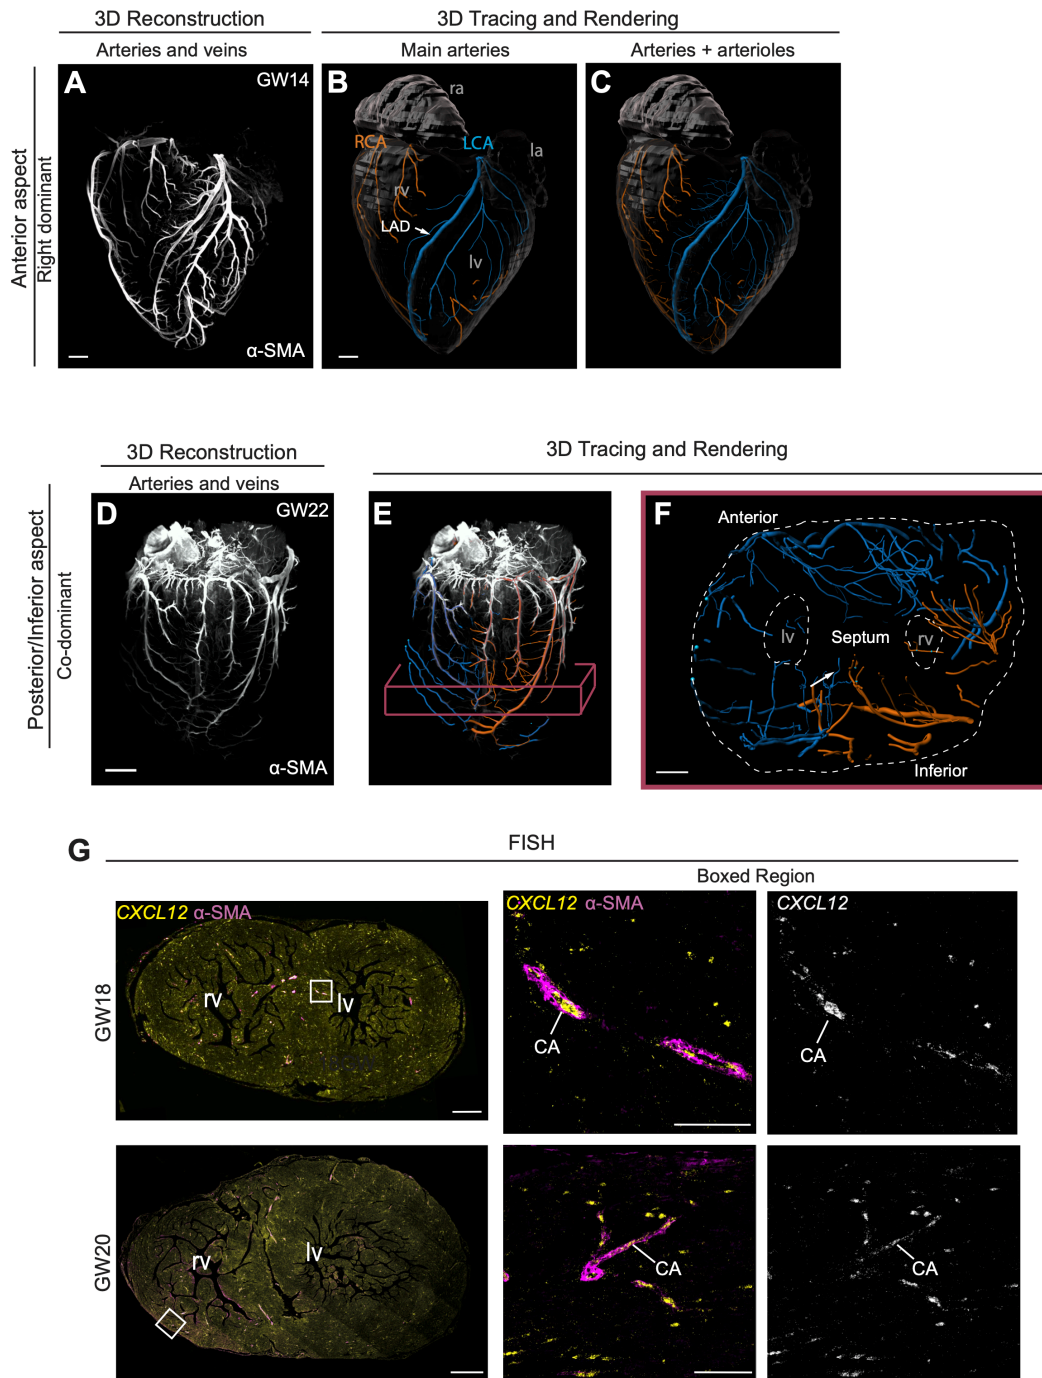 3D Reconstruction
3D Tracing and Rendering
Arteries and veins
Main arteries
Arteries + arterioles
Anterior aspect
Right dominant
A
GW14
α-SMA
B
ra
RCA
LCA
la
rv
LAD
lv
C
3D Reconstruction
3D Tracing and Rendering
Arteries and veins
Posterior/Inferior aspect
Co-dominant
D
GW22
α-SMA
E
F
Anterior
lv
Septum
rv
Inferior
G
FISH
Boxed Region
GW18
CXCL12 α-SMA
rv
lv
CXCL12 α-SMA
CA
CXCL12
CA
GW20
rv
lv
CA
CA